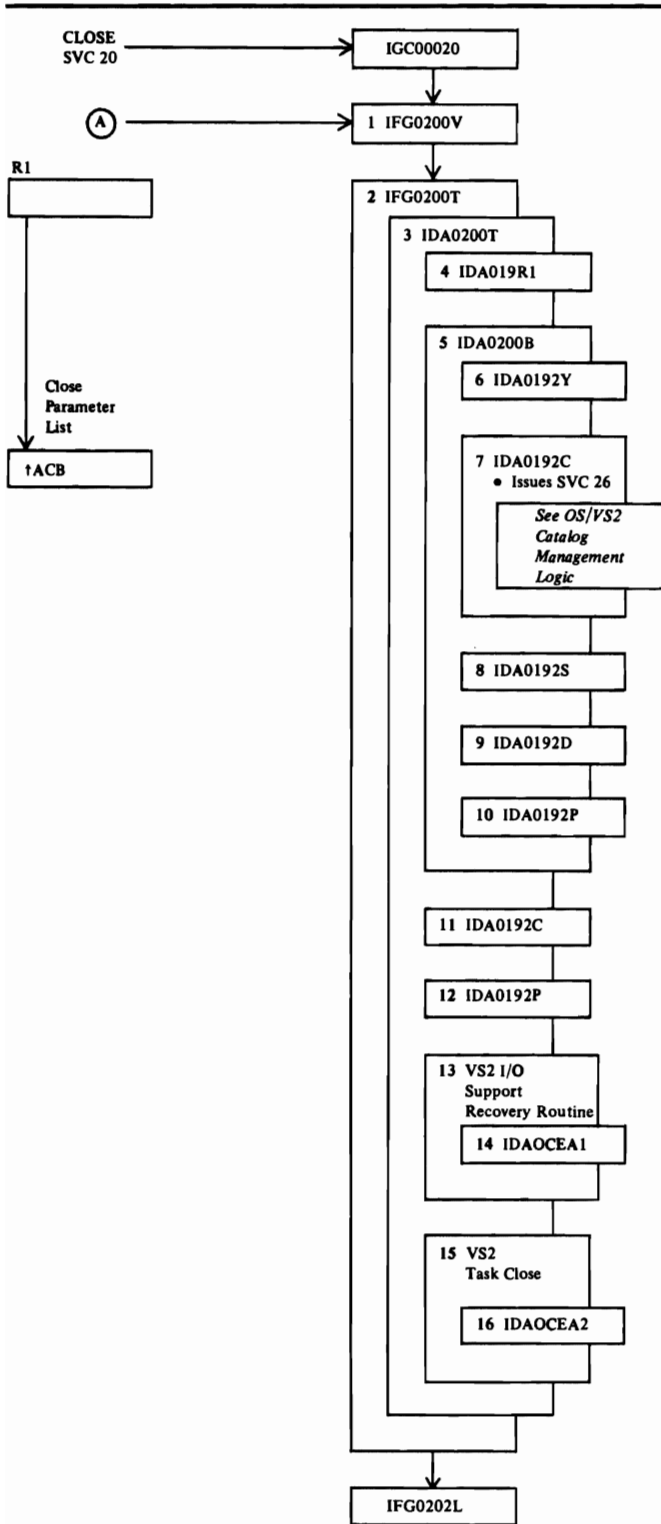 CLOSE
SVC 20
IGC00020
A
1 IFG0200V
R1
2 IFG0200T
3 IDA0200T
4 IDA019R1
5 IDA0200B
6 IDA0192Y
Close
Parameter
List
↑ACB
7 IDA0192C
• Issues SVC 26
See OS/VS2
Catalog
Management
Logic
8 IDA0192S
9 IDA0192D
10 IDA0192P
11 IDA0192C
12 IDA0192P
13 VS2 I/O
Support
Recovery Routine
14 IDAOCEA1
15 VS2
Task Close
16 IDAOCEA2
IFG0202L